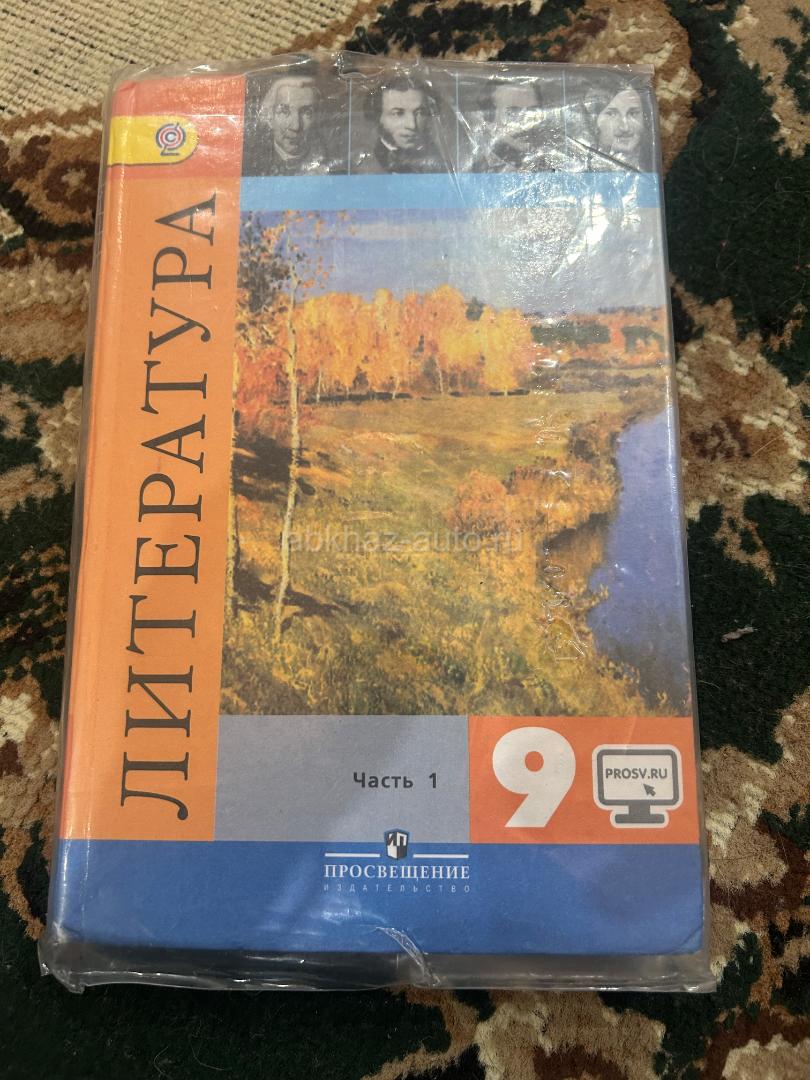 ЛИТЕРАТУРА
abkhaz-auto.ru
Часть 1
9
PROSV.RU
ПРОСВЕЩЕНИЕ
ИЗДАТЕЛЬСТВО